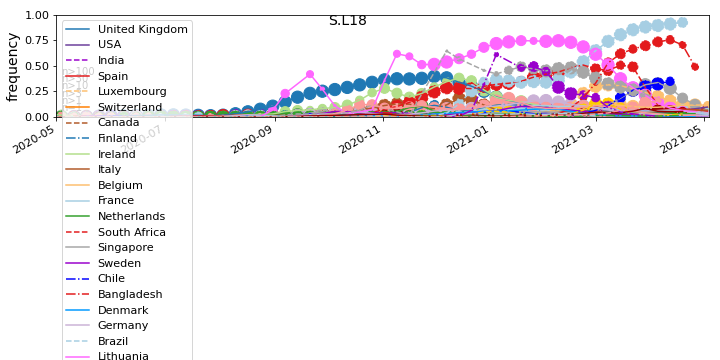 S.L18
frequency
1.00
0.75
0.50
0.25
0.00
2020-05
2020-07
2020-09
2020-11
2021-01
2021-03
2021-05
United Kingdom
USA
India
Spain
Luxembourg
Switzerland
Canada
Finland
Ireland
Italy
Belgium
France
Netherlands
South Africa
Singapore
Sweden
Chile
Bangladesh
Denmark
Germany
Brazil
Lithuania